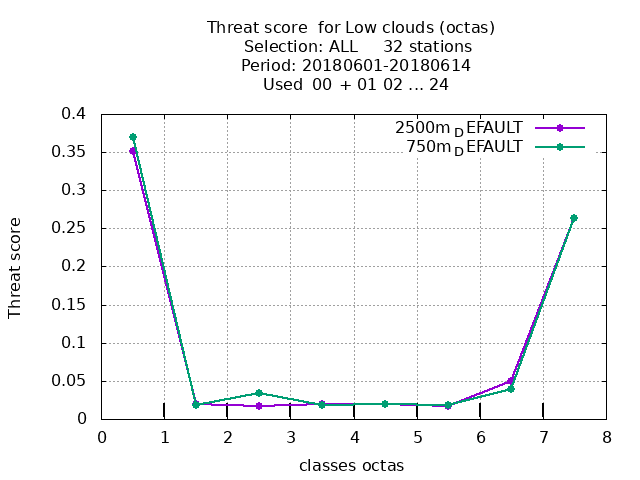 Threat score  for Low clouds (octas)
Selection: ALL     32 stations
Period: 20180601-20180614
Used  00 + 01 02 ... 24
2500m_DEFAULT
750m_DEFAULT
0.4
0.35
0.3
0.25
0.2
0.15
0.1
0.05
0
Threat score
0 1 2 3 4 5 6 7 8
classes octas